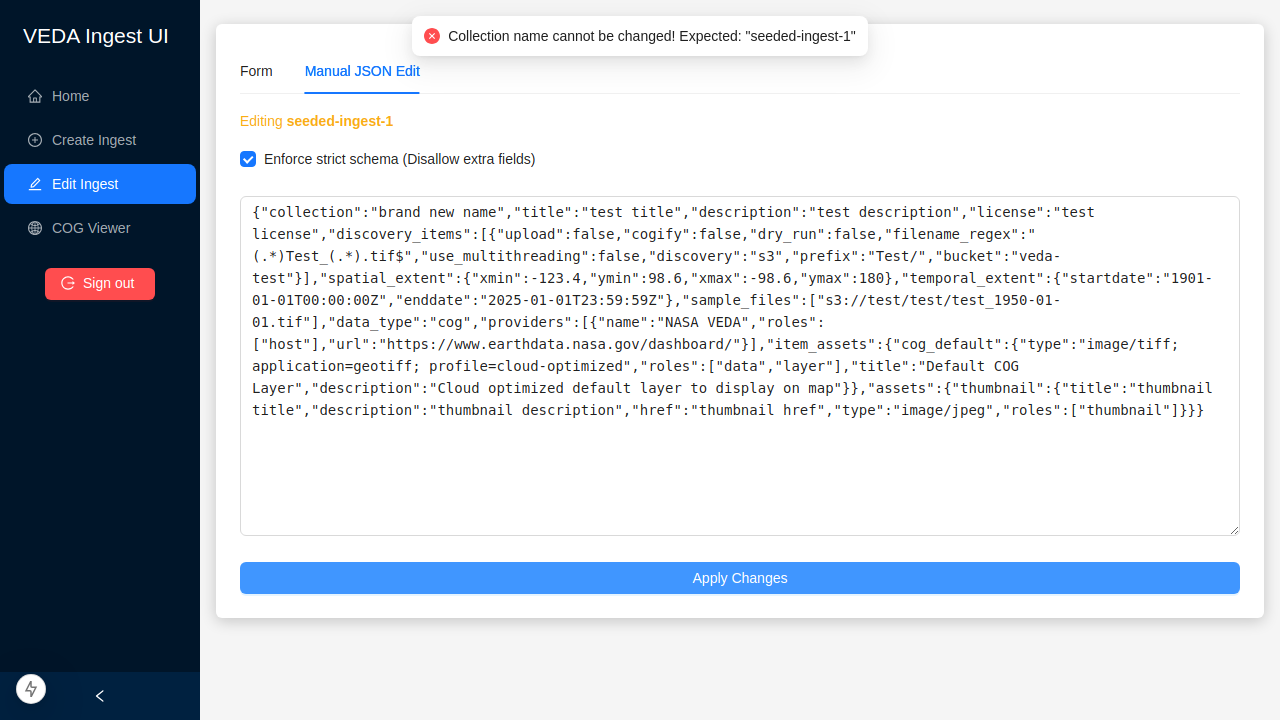 VEDA Ingest UI
Home
Create Ingest
Edit Ingest
COG Viewer
Sign out
Collection name cannot be changed! Expected: "seeded-ingest-1"
Form
Manual JSON Edit
Editing seeded-ingest-1
Enforce strict schema (Disallow extra fields)
{"collection":"brand new name","title":"test title","description":"test description","license":"test
license","discovery_items":[{"upload":false,"cogify":false,"dry_run":false,"filename_regex":"
(.*)Test_(.*).tif$","use_multithreading":false,"discovery":"s3","prefix":"Test/","bucket":"veda-
test"}],"spatial_extent":{"xmin":-123.4,"ymin":98.6,"xmax":-98.6,"ymax":180},"temporal_extent":{"startdate":"1901-
01-01T00:00:00Z","enddate":"2025-01-01T23:59:59Z"},"sample_files":["s3://test/test/test_1950-01-
01.tif"],"data_type":"cog","providers":[{"name":"NASA VEDA","roles":
["host"],"url":"https://www.earthdata.nasa.gov/dashboard/"}],"item_assets":{"cog_default":{"type":"image/tiff;
application=geotiff; profile=cloud-optimized","roles":["data","layer"],"title":"Default COG
Layer","description":"Cloud optimized default layer to display on map"}},"assets":{"thumbnail":{"title":"thumbnail
title","description":"thumbnail description","href":"thumbnail href","type":"image/jpeg","roles":["thumbnail"]}}}
Apply Changes